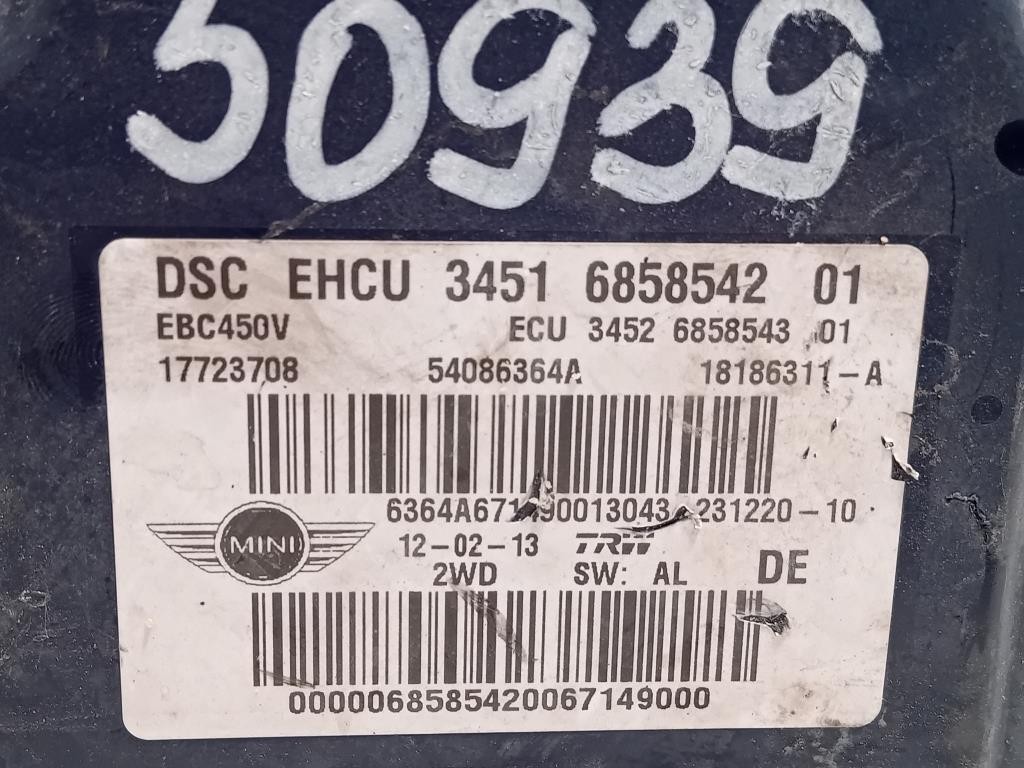 50939
DSC EHCU 3451 6858542 01
EBC450V ECU 3452 6858543 01
17723708 54086364A 18186311-A
231220-10
MINI
12-02-13 TRW
2WD SW: AL DE
0000068585420067149000